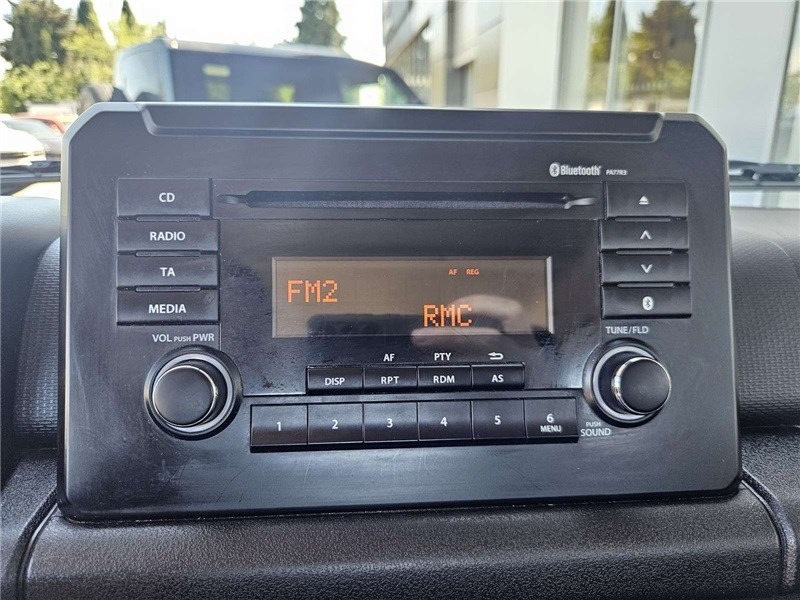 Bluetooth PA77R3
CD
RADIO
TA
MEDIA
AF REG
FM2
RMC
VOL PUSH PWR
TUNE/FLD
AF PTY
DISP RPT RDM AS
1 2 3 4 5 6
MENU
PUSH
SOUND